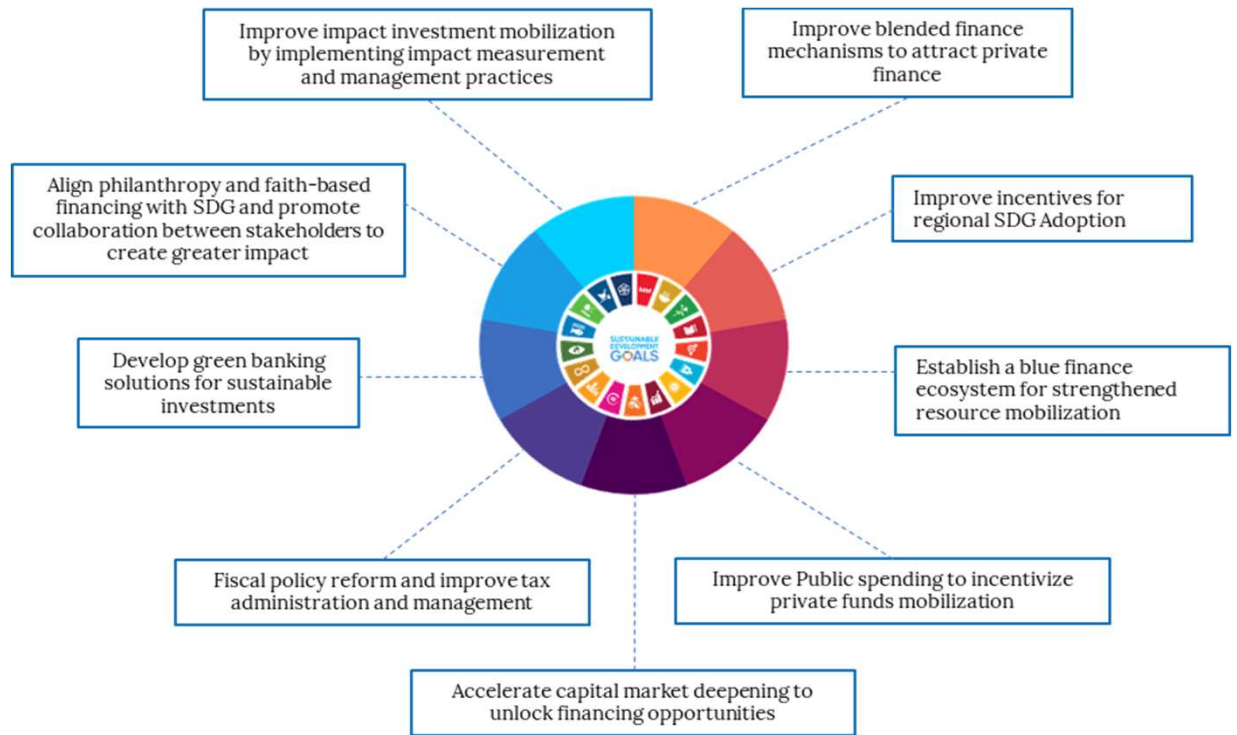 Improve impact investment mobilization
by implementing impact measurement
and management practices
Improve blended finance
mechanisms to attract private
finance
Align philanthropy and faith-based
financing with SDG and promote
collaboration between stakeholders to
create greater impact
Improve incentives for
regional SDG Adoption
SUSTAINABLE
DEVELOPMENT
GOALS
Develop green banking
solutions for sustainable
investments
Establish a blue finance
ecosystem for strengthened
resource mobilization
Fiscal policy reform and improve tax
administration and management
Improve Public spending to incentivize
private funds mobilization
Accelerate capital market deepening to
unlock financing opportunities